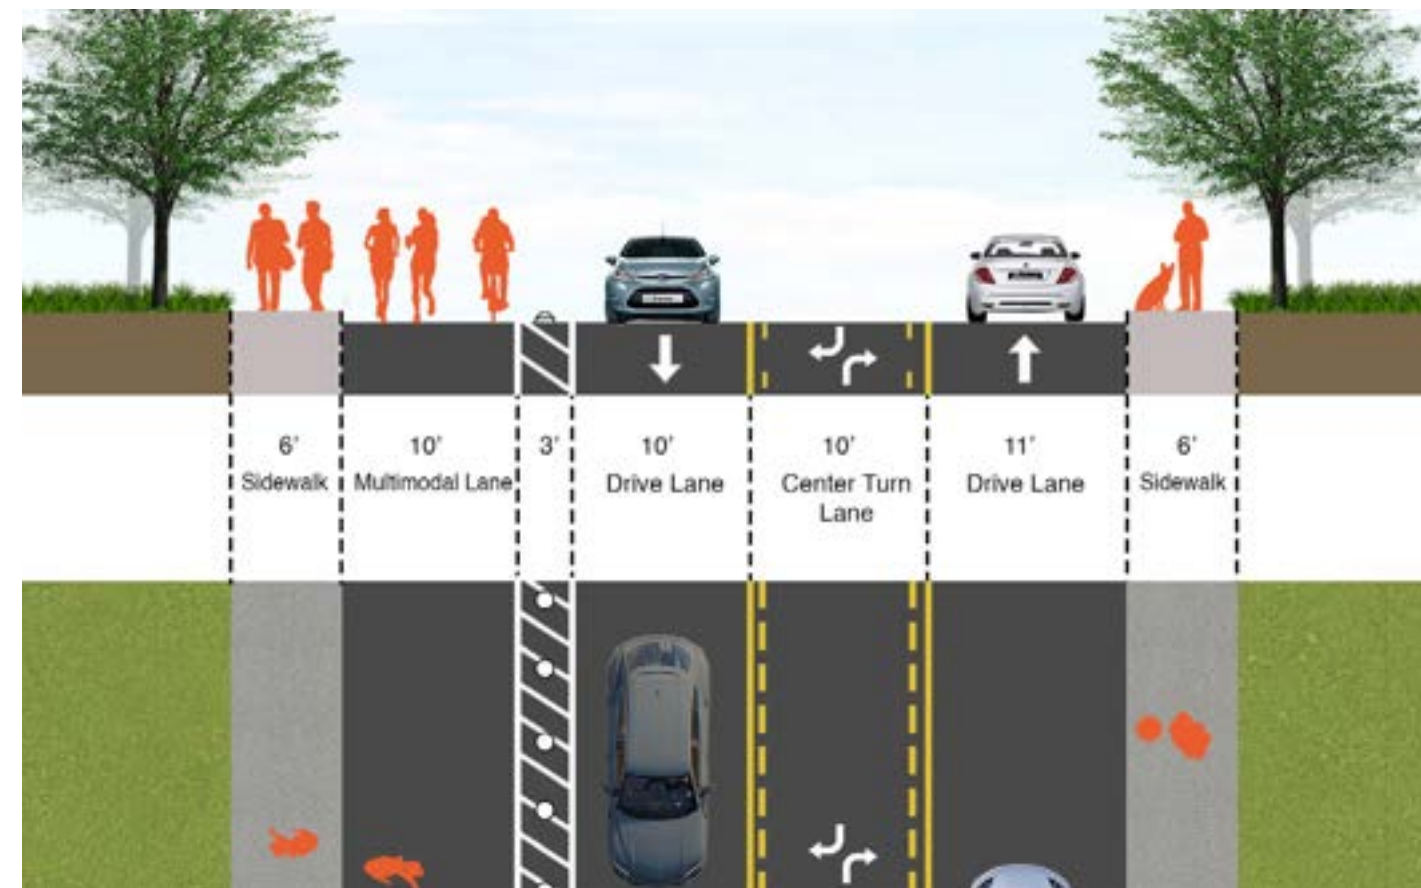 6'
Sidewalk
10'
Multimodal Lane
3'
10'
Drive Lane
10'
Center Turn
Lane
11'
Drive Lane
6'
Sidewalk